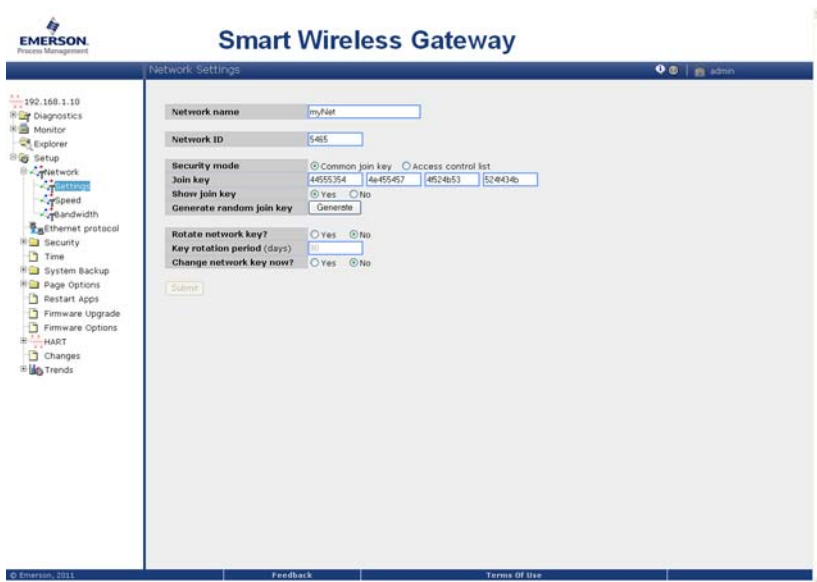 EMERSON.
Process Management
Smart Wireless Gateway
Network Settings
admin
192.168.1.10
Diagnostics
Monitor
Explorer
Setup
Network
Settings
Speed
Bandwidth
Ethernet protocol
Security
Time
System Backup
Page Options
Restart Apps
Firmware Upgrade
Firmware Options
HART
Changes
Trends
Network name myNet
Network ID 5465
Security mode Common join key Access control list
Join key 44555354 4e455457 4f524b53 524f434b
Show join key Yes No
Generate random join key Generate
Rotate network key? Yes No
Key rotation period (days) 30
Change network key now? Yes No
Submit
© Emerson, 2011 Feedback Terms Of Use